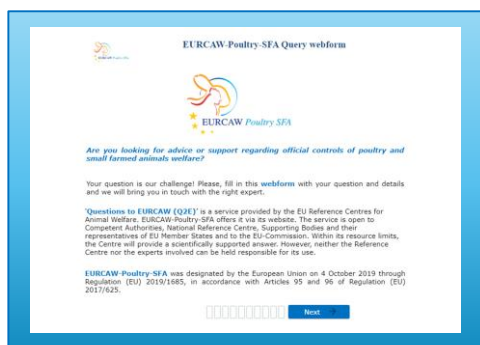 EURCAW-Poultry-SFA Query webform
EURCAW Poultry SFA
Are you looking for advice or support regarding official controls of poultry and
small farmed animals welfare?
Your question is our challenge! Please, fill in this webform with your question and details
and we will bring you in touch with the right expert.
'Questions to EURCAW (Q2E)' is a service provided by the EU Reference Centres for
Animal Welfare. EURCAW-Poultry-SFA offers it via its website. The service is open to
Competent Authorities, National Reference Centre, Supporting Bodies and their
representatives of EU Member States and to the EU-Commission. Within its resource limits,
the Centre will provide a scientifically supported answer. However, neither the Reference
Centre nor the experts involved can be held responsible for its use.
EURCAW-Poultry-SFA was designated by the European Union on 4 October 2019 through
Regulation (EU) 2019/1685, in accordance with Articles 95 and 96 of Regulation (EU)
2017/625.
Next